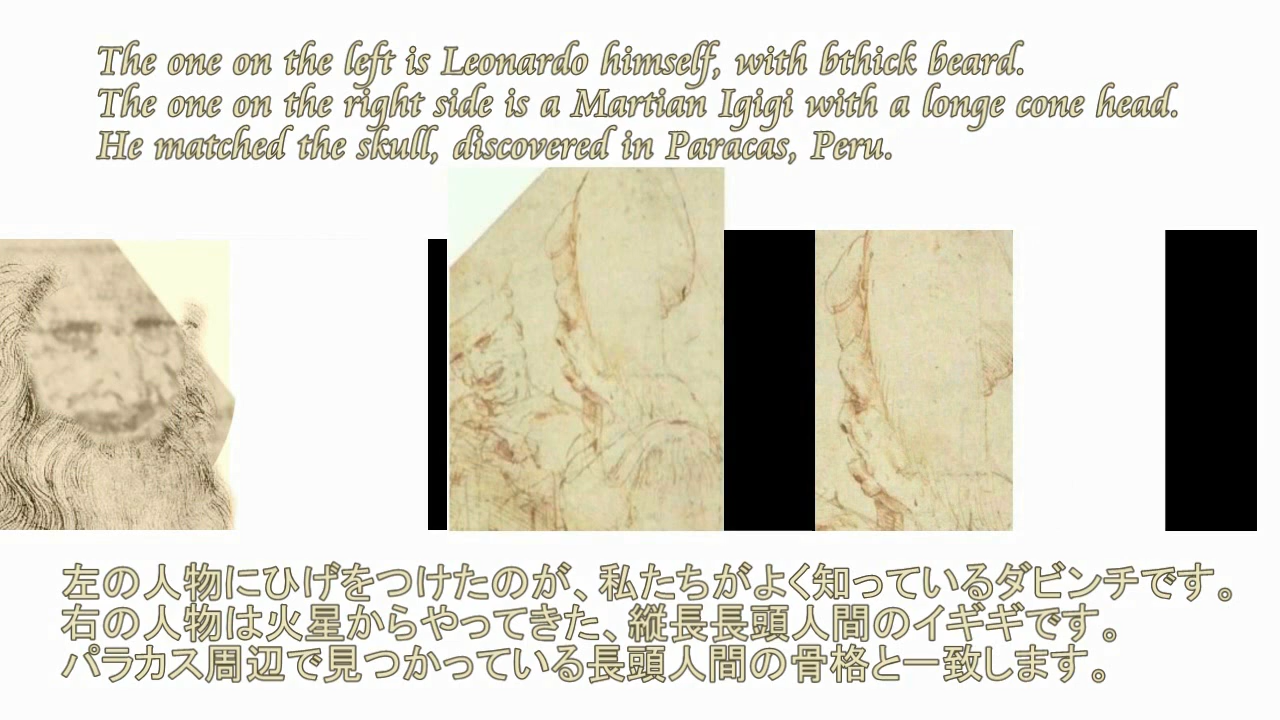 The one on the left is Leonardo himself, with bthick beard.
The one on the right side is a Martian Igigi with a longe cone head.
He matched the skull, discovered in Paracas, Peru.
左の人物にひげをつけたのが、私たちがよく知っているダビンチです。
右の人物は火星からやってきた、縦長長頭人間のイギギです。
パラカス周辺で見つかっている長頭人間の骨格と一致します。